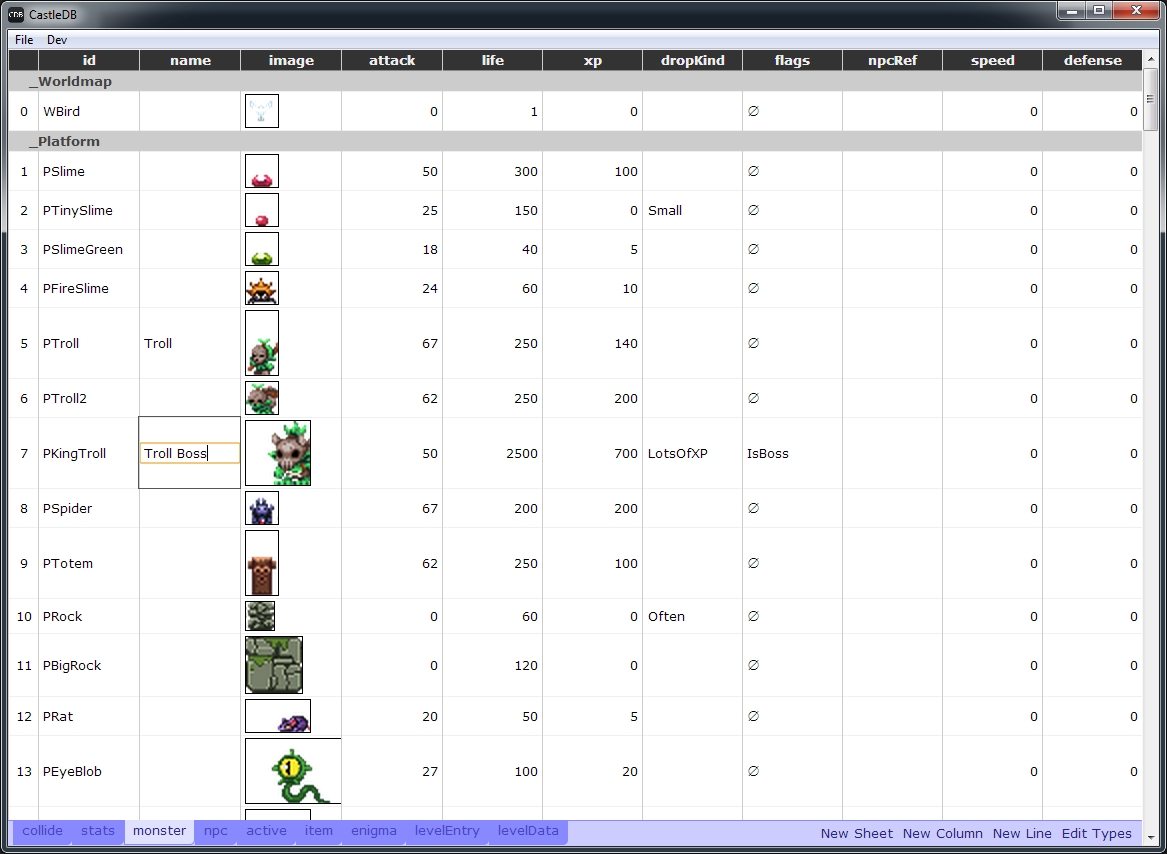 CDB CastleDB
File Dev
id name image attack life xp dropKind flags npcRef speed defense
_Worldmap
0 WBird 0 1 0 ∅ 0 0
_Platform
1 PSlime 50 300 100 ∅ 0 0
2 PTinySlime 25 150 0 Small ∅ 0 0
3 PSlimeGreen 18 40 5 ∅ 0 0
4 PFireSlime 24 60 10 ∅ 0 0
5 PTroll Troll 67 250 140 ∅ 0 0
6 PTroll2 62 250 200 ∅ 0 0
7 PKingTroll Troll Boss 50 2500 700 LotsOfXP IsBoss 0 0
8 PSpider 67 200 200 ∅ 0 0
9 PTotem 62 250 100 ∅ 0 0
10 PRock 0 60 0 Often ∅ 0 0
11 PBigRock 0 120 0 ∅ 0 0
12 PRat 20 50 5 ∅ 0 0
13 PEyeBlob 27 100 20 ∅ 0 0
collide stats monster npc active item enigma levelEntry levelData New Sheet New Column New Line Edit Types